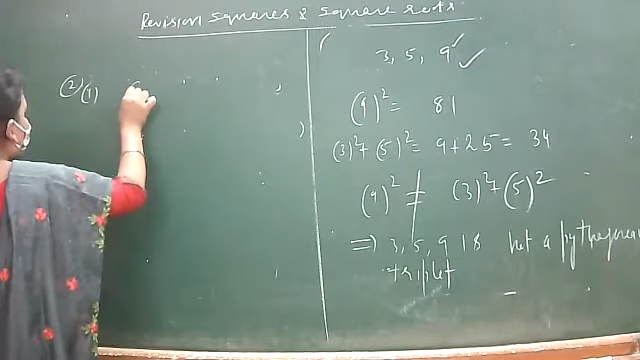 Revision squares & square roots
② (1)
3, 5, 9 ✓ ✓
(9)² = 81
(3)² + (5)² = 9 + 25 = 34
(9)² ≠ (3)² + (5)²
⇒ 3, 5, 9 is not a pythagorean
triplet